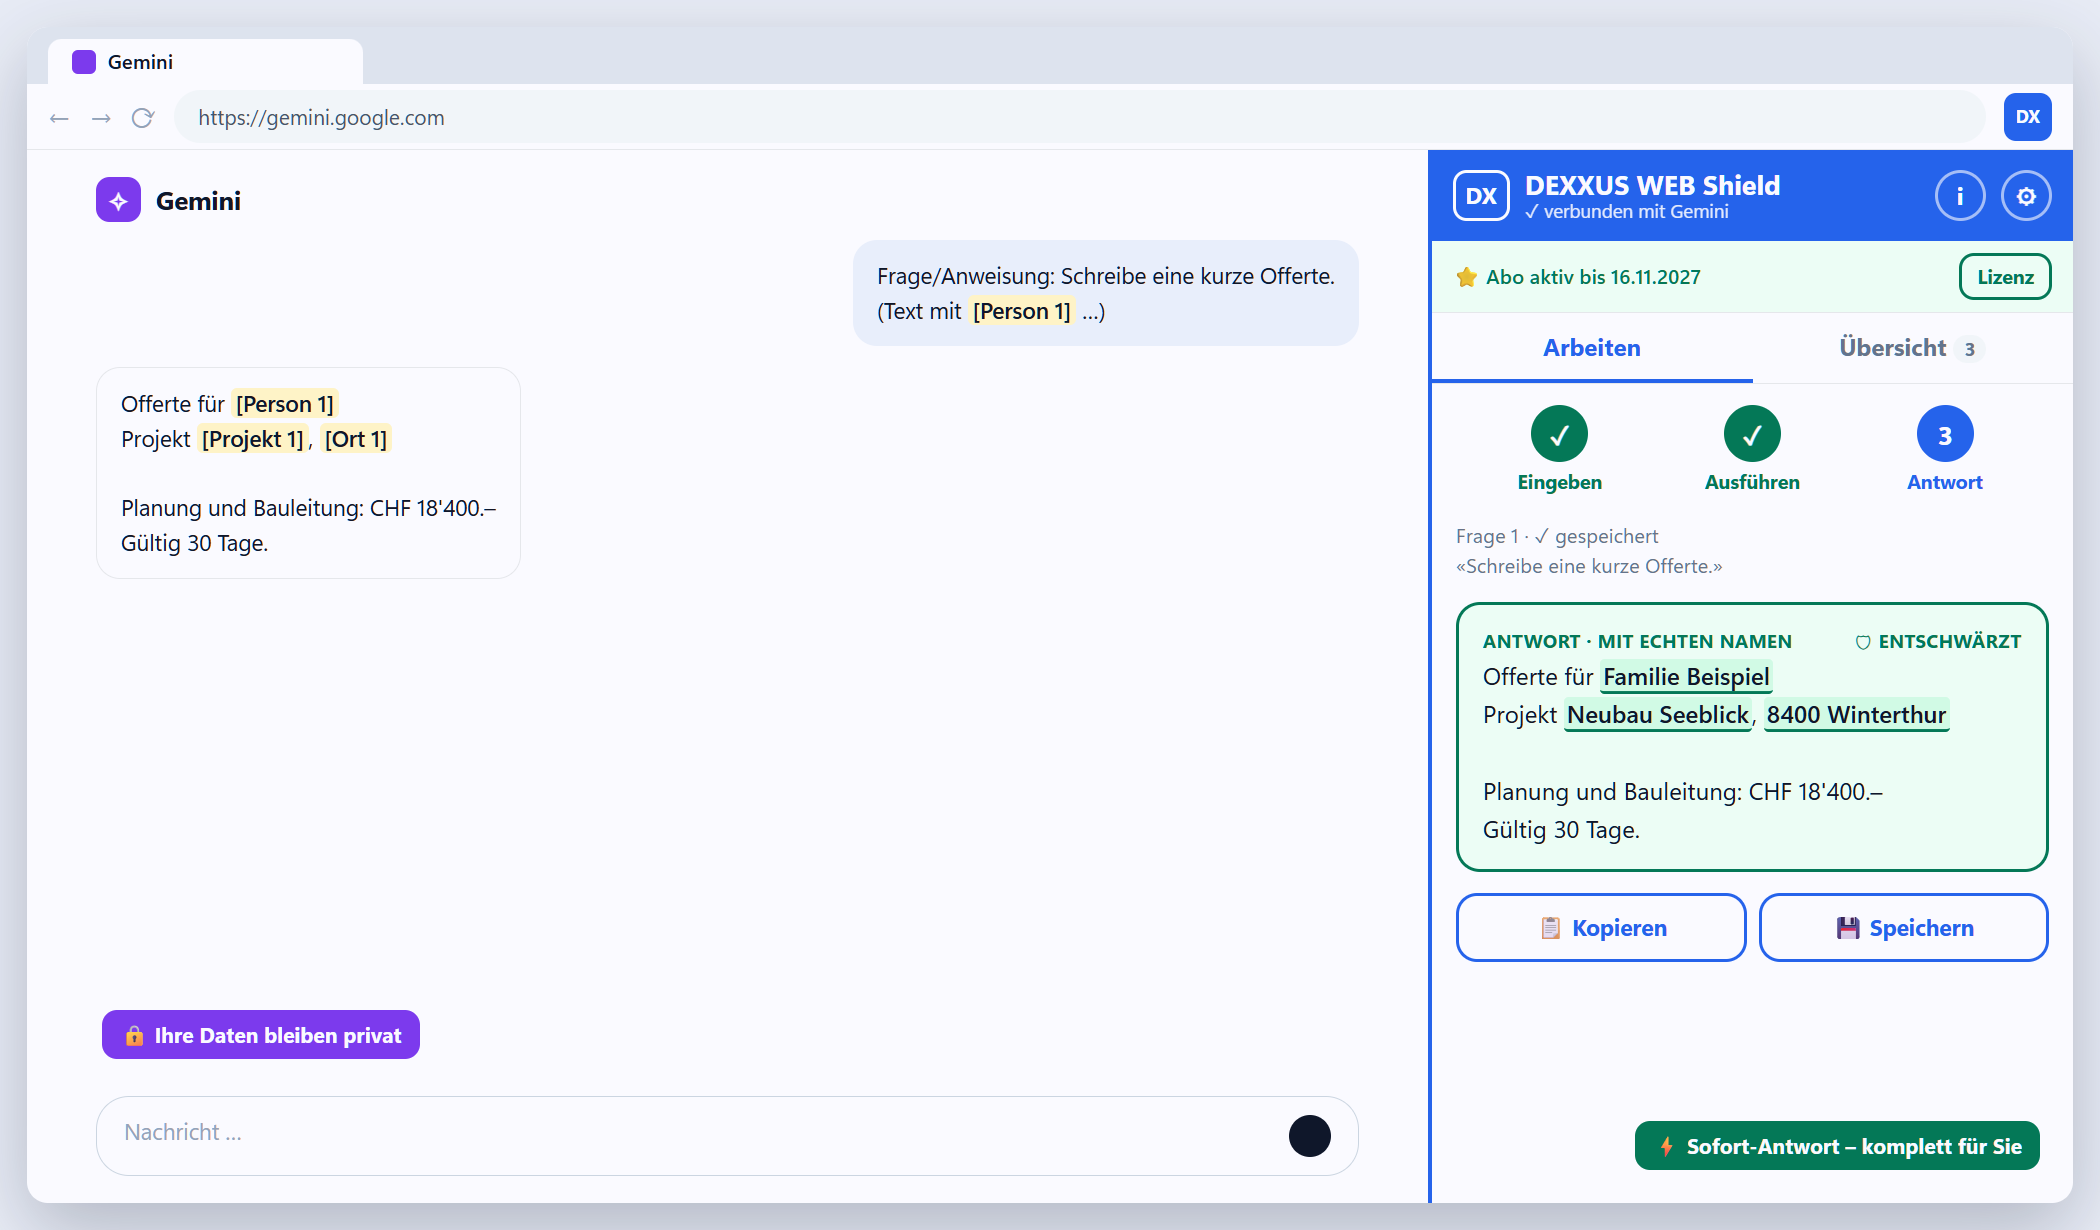 Gemini
https://gemini.google.com
DX
Gemini
Frage/Anweisung: Schreibe eine kurze Offerte.
(Text mit [Person 1] ...)
Offerte für [Person 1]
Projekt [Projekt 1], [Ort 1]
Planung und Bauleitung: CHF 18'400.–
Gültig 30 Tage.
🔒 Ihre Daten bleiben privat
Nachricht ...
DX
DEXXUS WEB Shield
✓ verbunden mit Gemini
i
⭐ Abo aktiv bis 16.11.2027
Lizenz
Arbeiten
Übersicht 3
✓ ✓ 3
Eingeben Ausführen Antwort
Frage 1 · ✓ gespeichert
«Schreibe eine kurze Offerte.»
ANTWORT · MIT ECHTEN NAMEN
ENTSCHWÄRZT
Offerte für Familie Beispiel
Projekt Neubau Seeblick, 8400 Winterthur
Planung und Bauleitung: CHF 18'400.–
Gültig 30 Tage.
📋 Kopieren
💾 Speichern
⚡ Sofort-Antwort – komplett für Sie